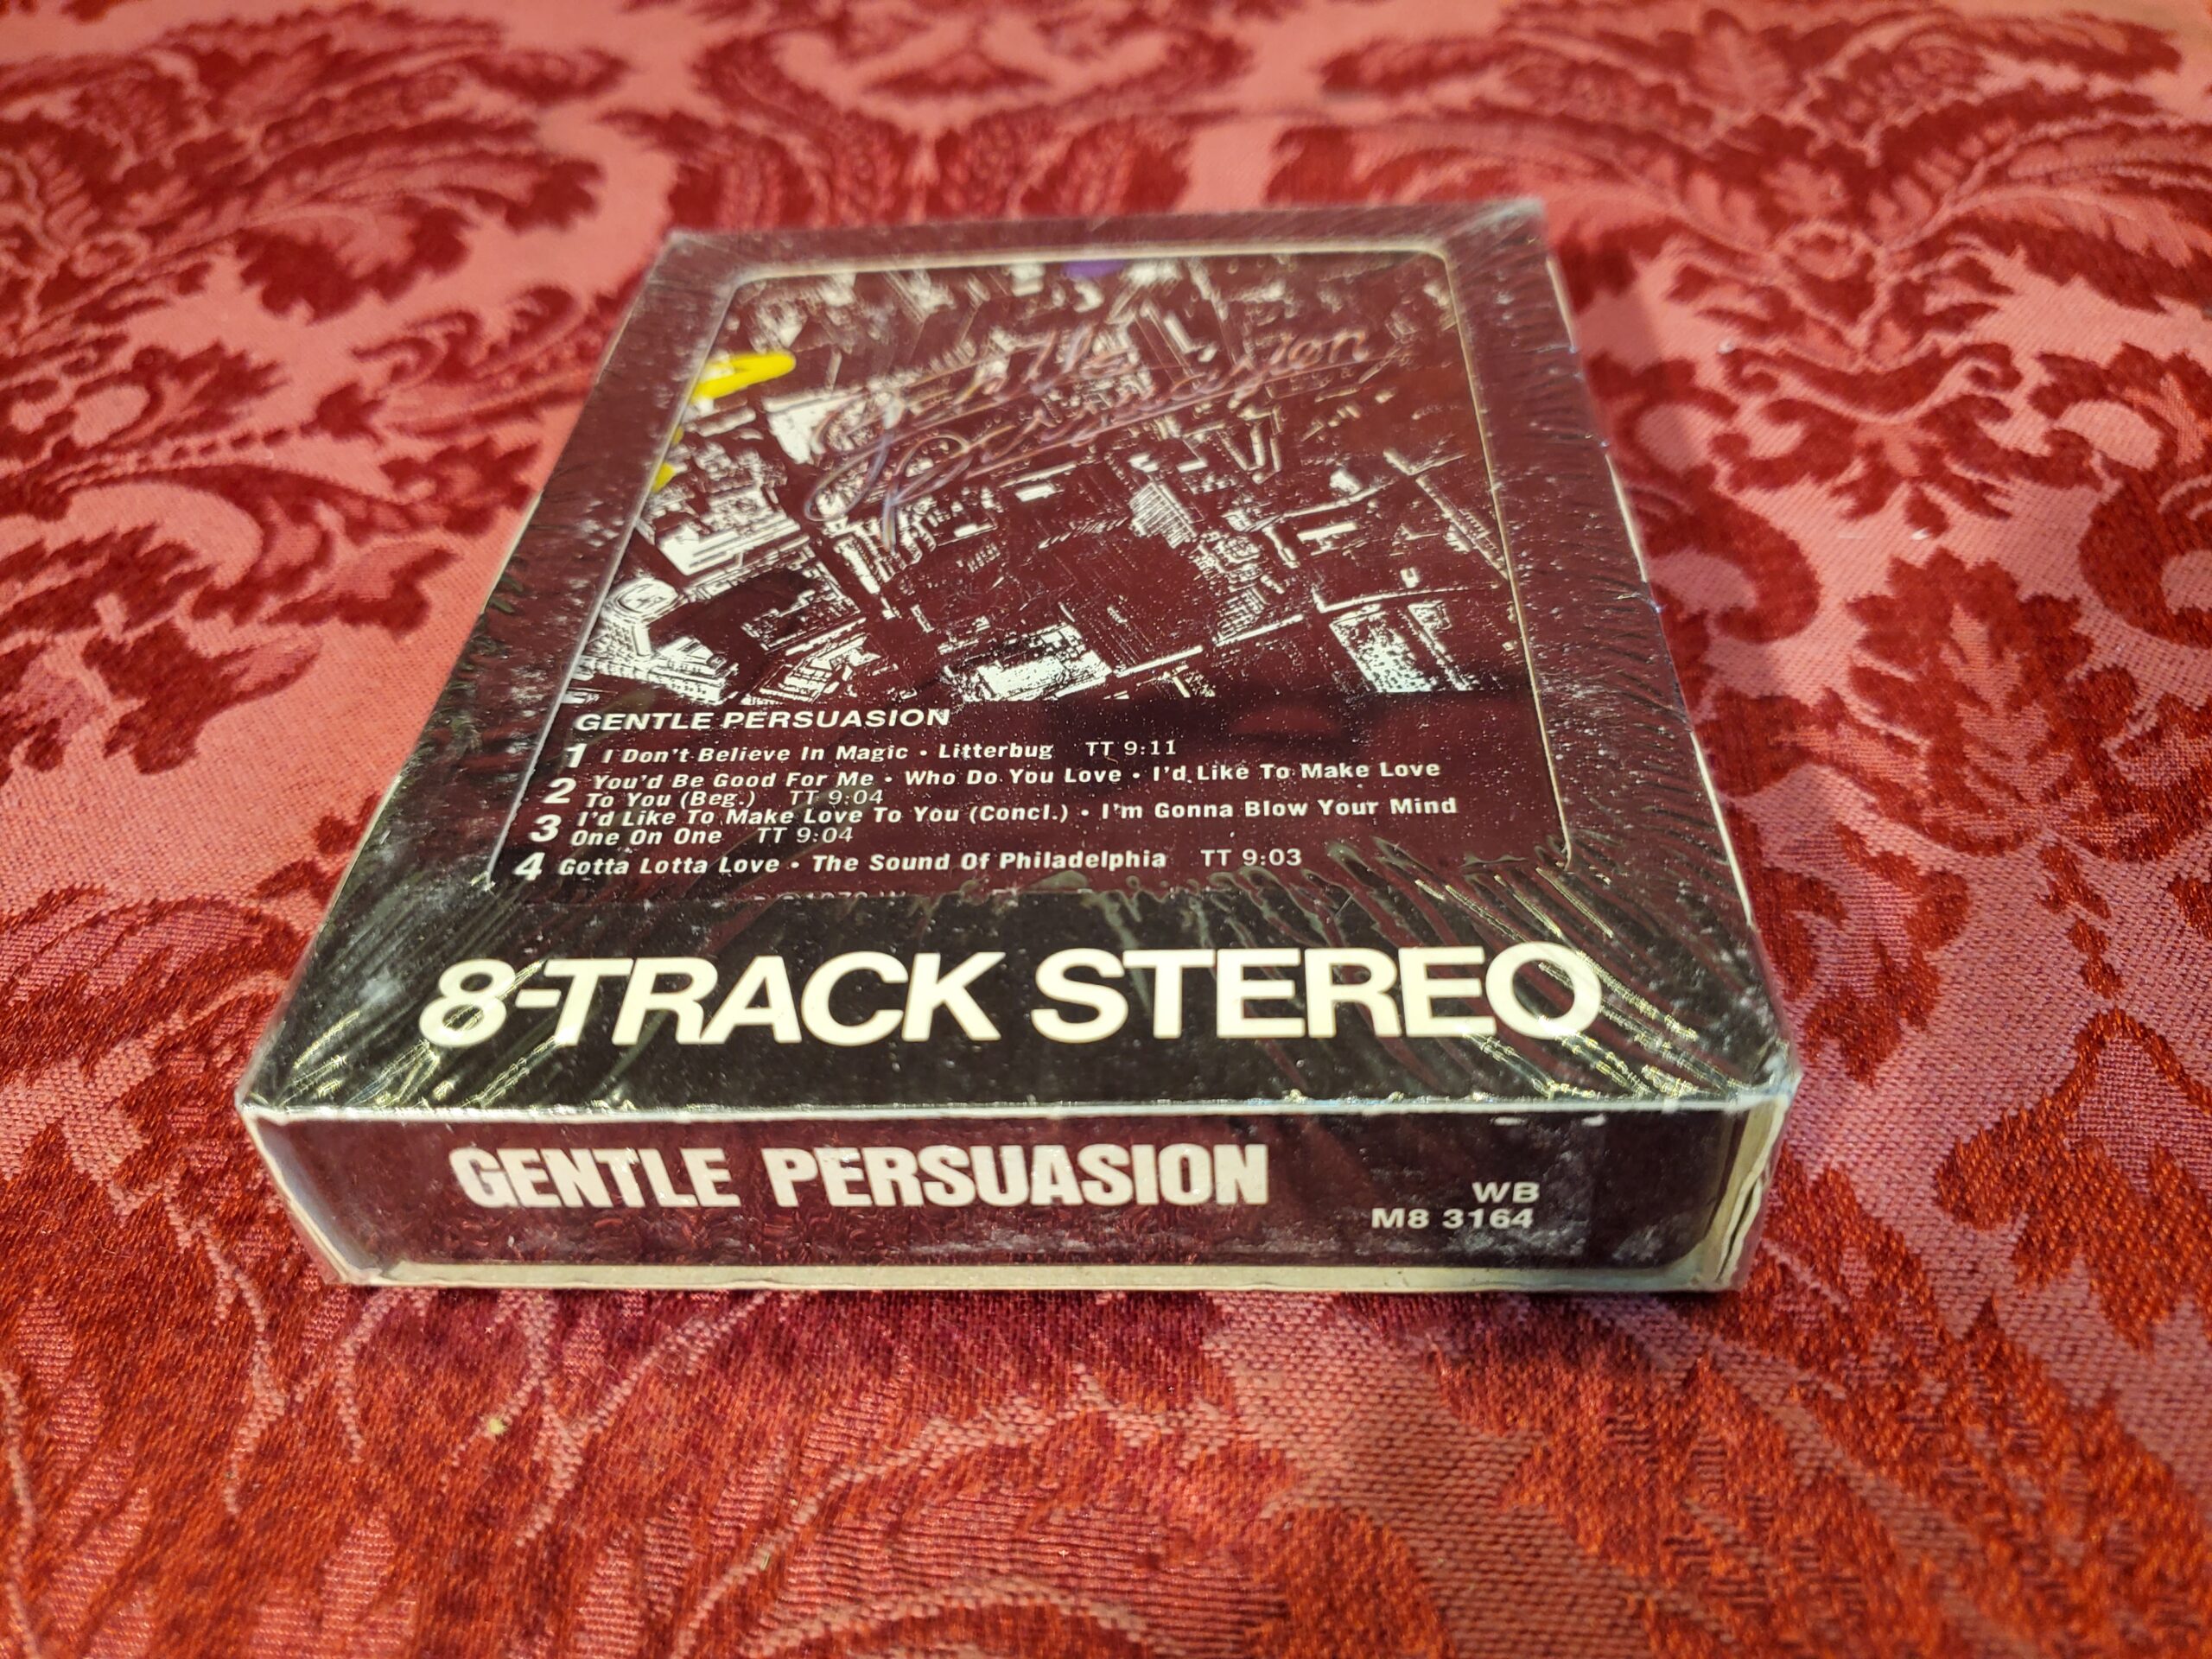 Gentle
Persuasion
GENTLE PERSUASION
1 I Don't Believe In Magic • Litterbug TT 9:11
2 You'd Be Good For Me • Who Do You Love • I'd Like To Make Love
To You (Beg.) TT 9:04
3 I'd Like To Make Love To You (Concl.) • I'm Gonna Blow Your Mind
One On One TT 9:04
4 Gotta Lotta Love • The Sound Of Philadelphia TT 9:03
8-TRACK STEREO
GENTLE PERSUASION
WB
M8 3164